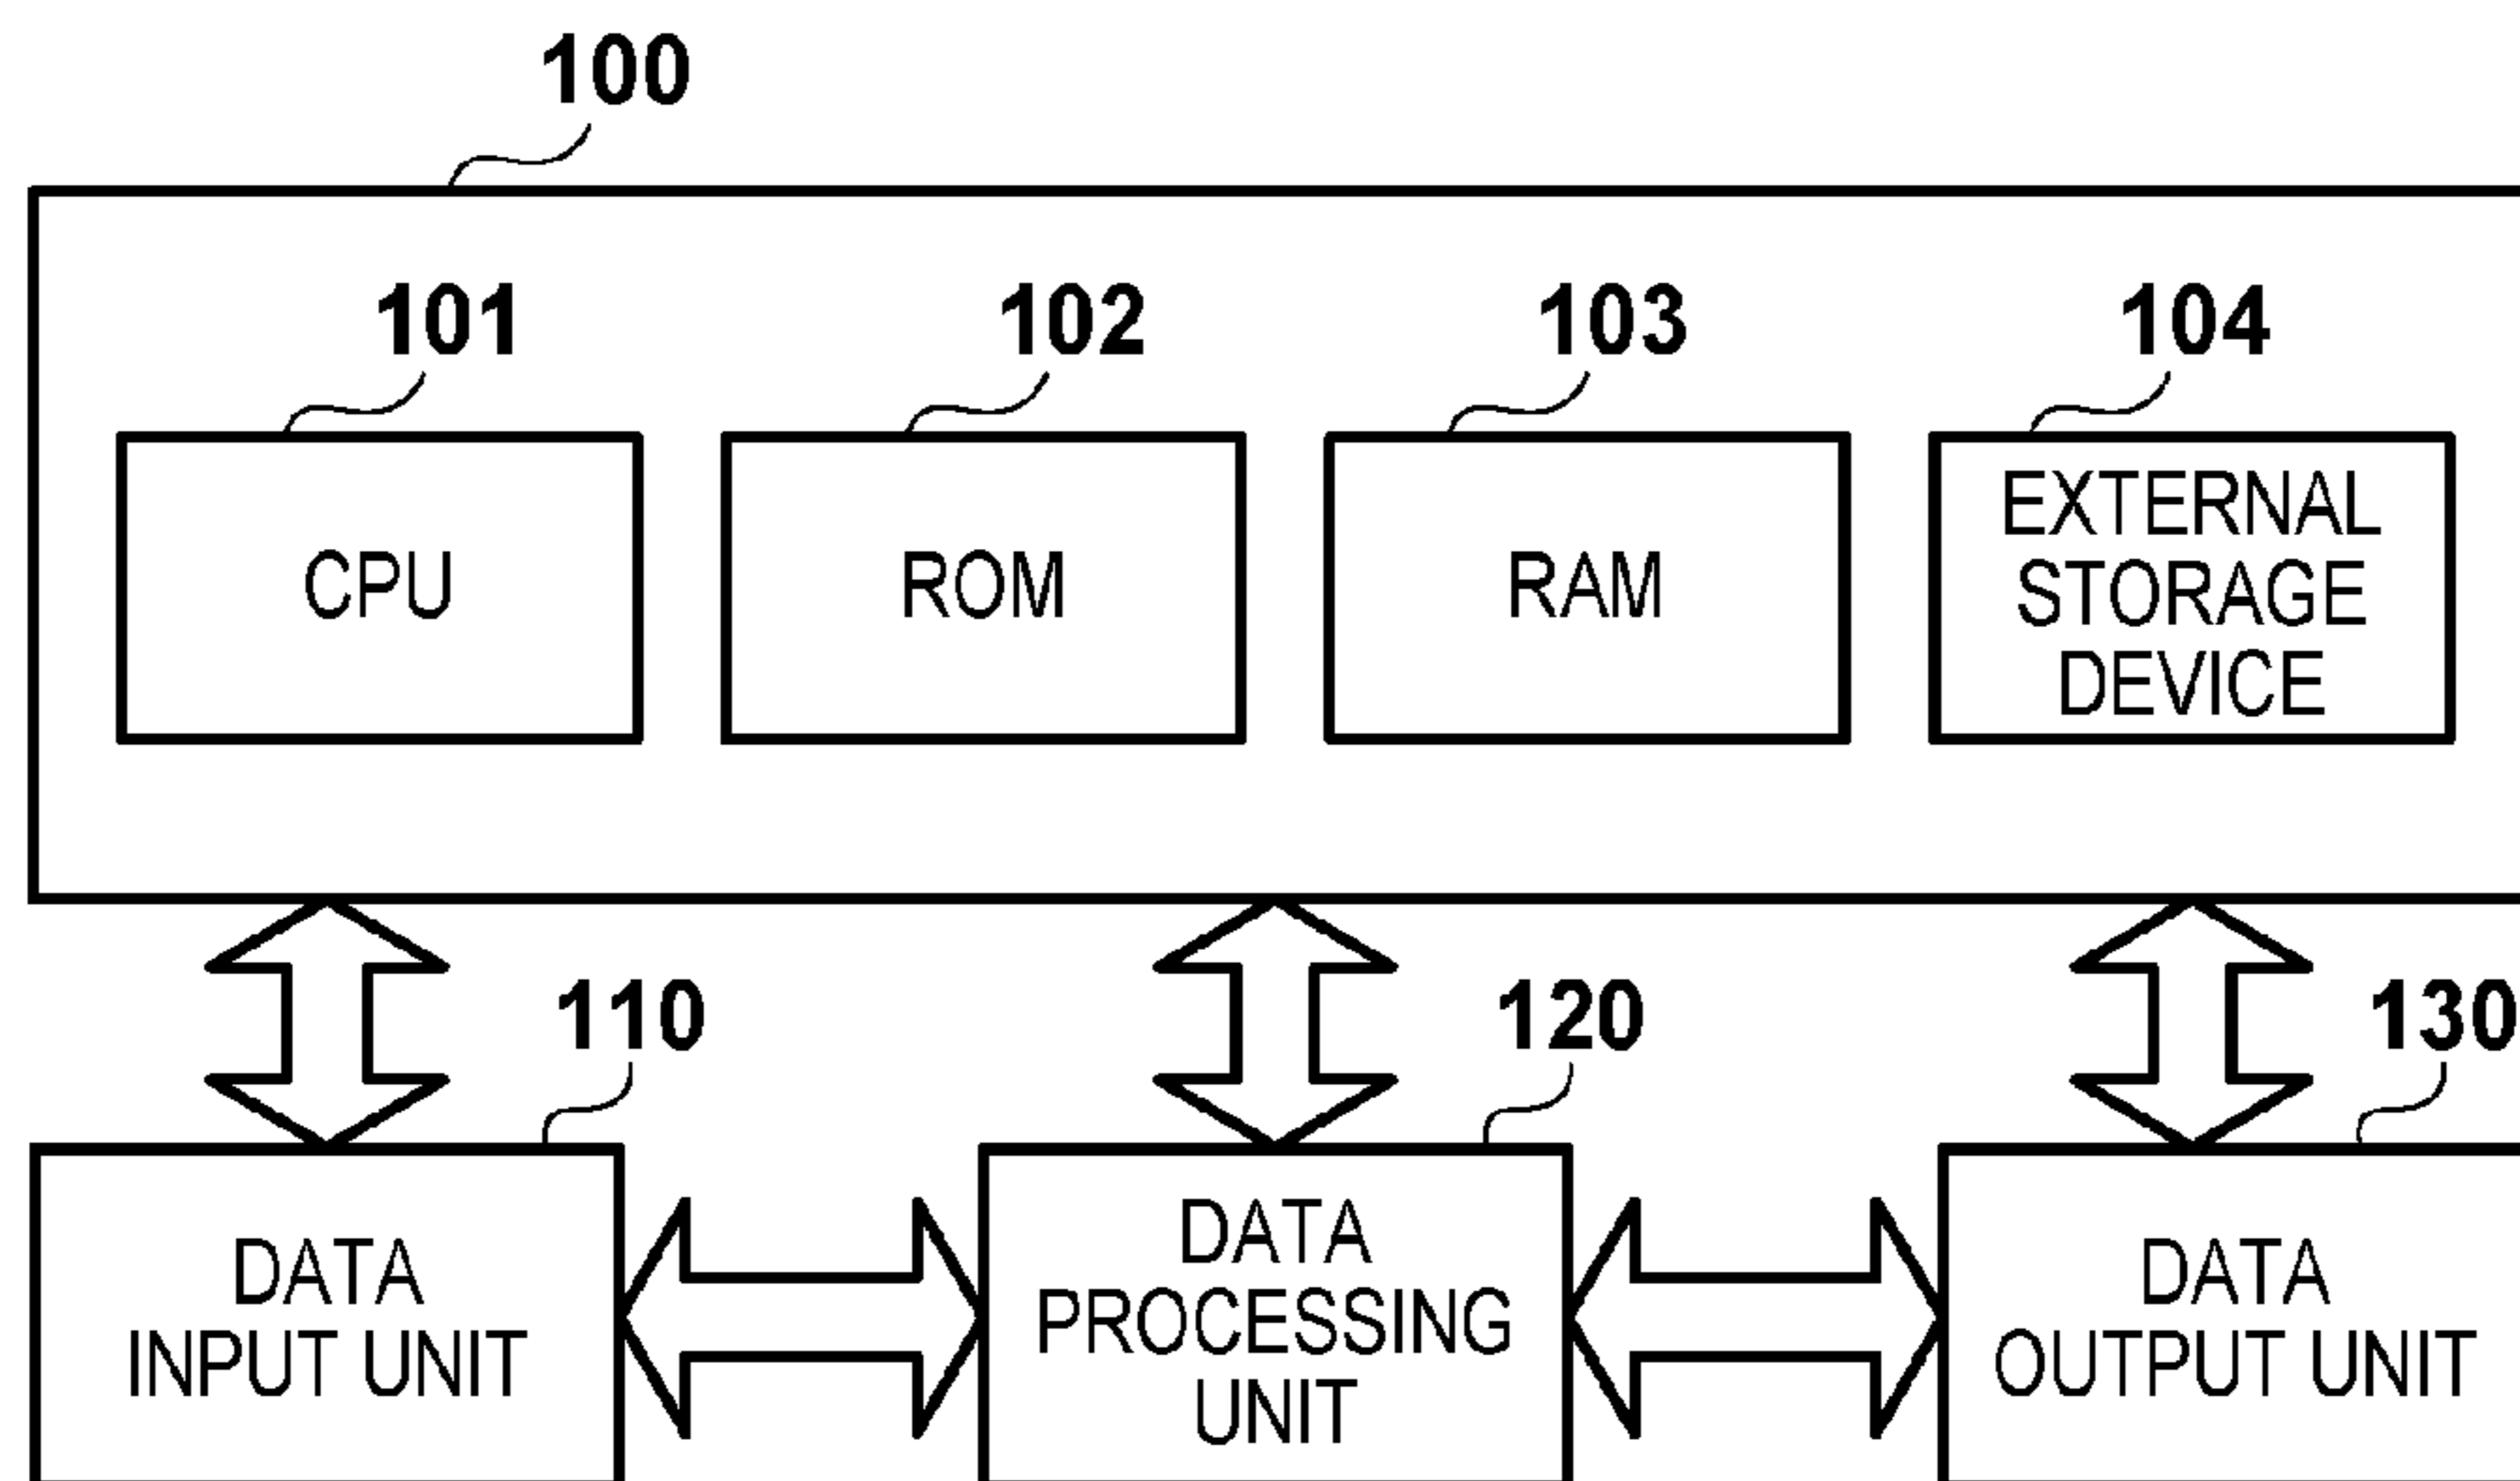 100
101
102
103
104
CPU
ROM
RAM
EXTERNAL
STORAGE
DEVICE
110
120
130
DATA
INPUT UNIT
DATA
PROCESSING
UNIT
DATA
OUTPUT UNIT